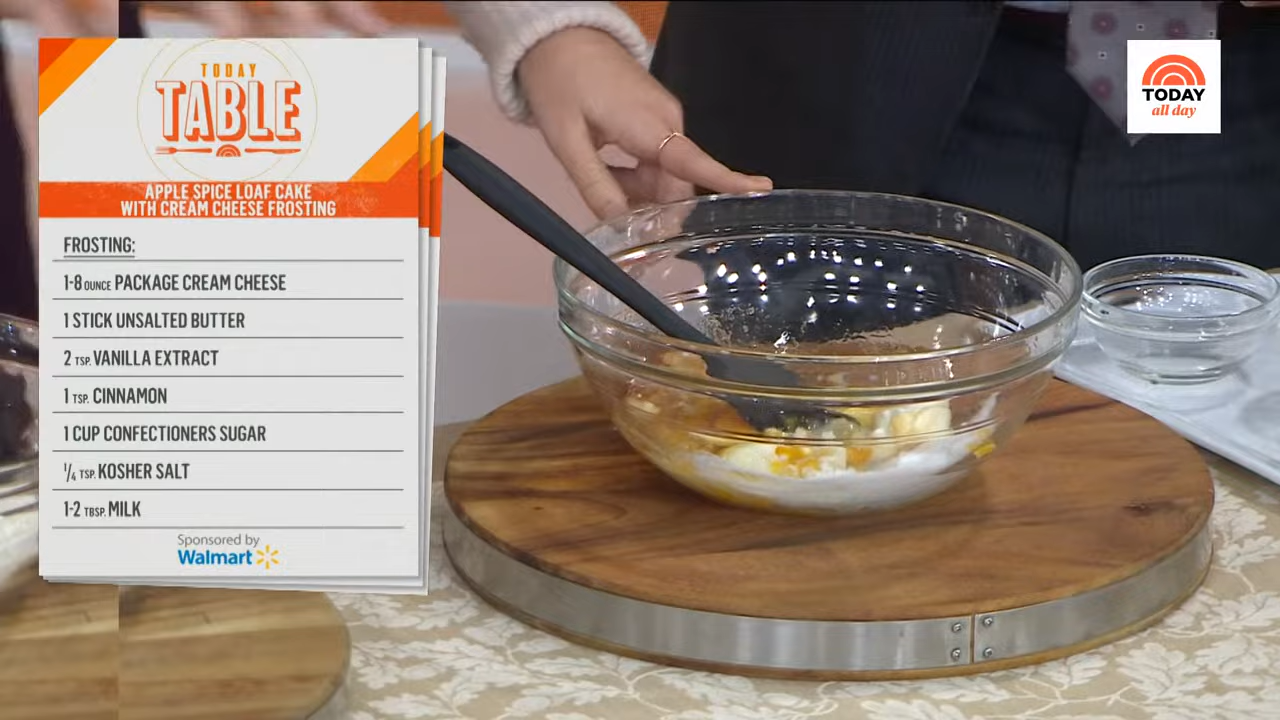 TODAY
TABLE
APPLE SPICE LOAF CAKE
WITH CREAM CHEESE FROSTING
FROSTING:
1-8 OUNCE PACKAGE CREAM CHEESE
1 STICK UNSALTED BUTTER
2 TSP. VANILLA EXTRACT
1 TSP. CINNAMON
1 CUP CONFECTIONERS SUGAR
1/4 TSP. KOSHER SALT
1-2 TBSP. MILK
Sponsored by
Walmart
TODAY
all day